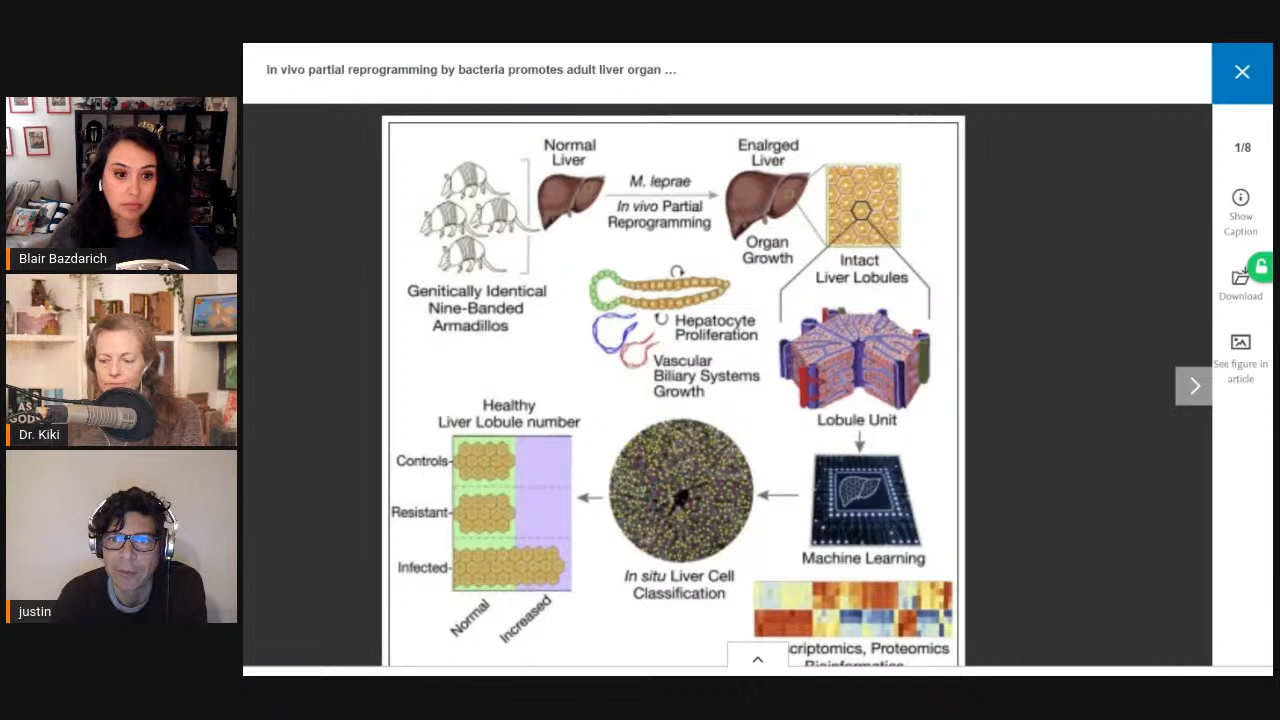 In vivo partial reprogramming by bacteria promotes adult liver organ ...
1/8
Show
Caption
Download
See figure in
article
Blair Bazdarich
AS
GOD
Dr. Kiki
justin
Normal
Liver
M. leprae
In vivo Partial
Reprogramming
Enalrged
Liver
Organ
Growth
Intact
Liver Lobules
Genitically Identical
Nine-Banded
Armadillos
Hepatocyte
Proliferation
Vascular
Biliary Systems
Growth
Lobule Unit
Healthy
Liver Lobule number
Controls
Resistant
Infected
Normal
Increased
In situ Liver Cell
Classification
Machine Learning
criptomics, Proteomics
Bioinformatics